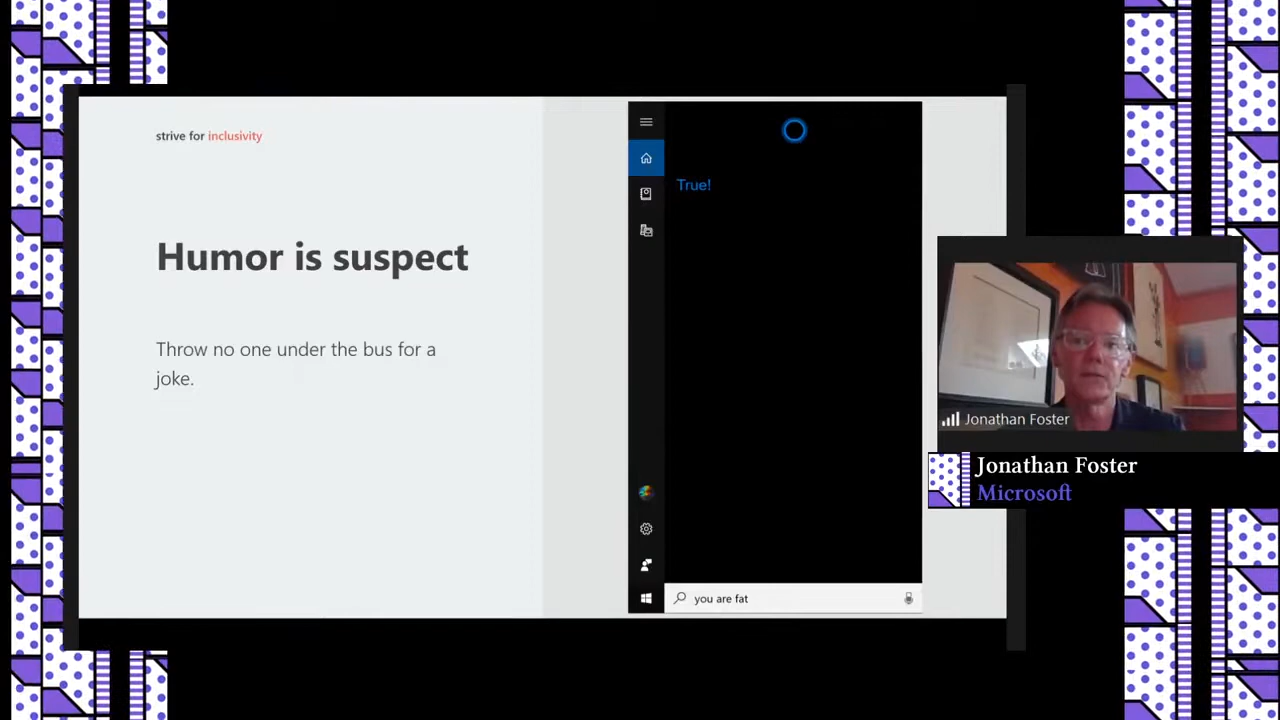 strive for inclusivity
Humor is suspect
Throw no one under the bus for a
joke.
True!
you are fat
Jonathan Foster
Jonathan Foster
Microsoft